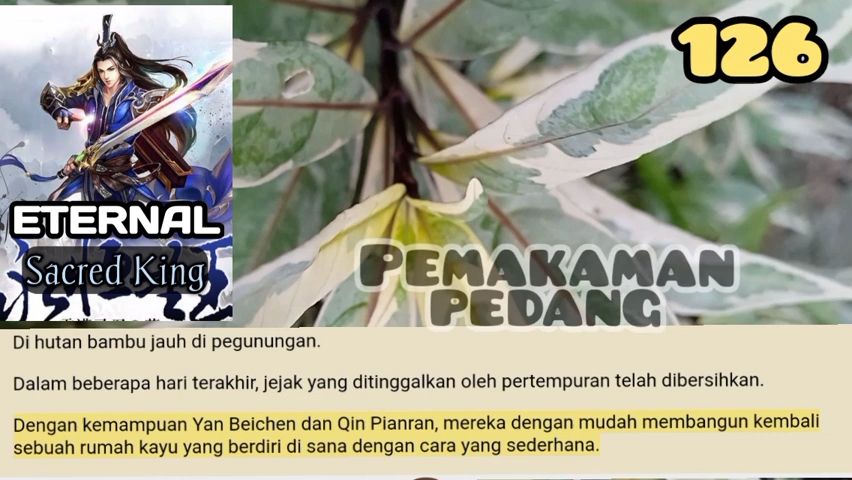 126
ETERNAL
Sacred King
PEMAKAMAN
PEDANG
Di hutan bambu jauh di pegunungan.
Dalam beberapa hari terakhir, jejak yang ditinggalkan oleh pertempuran telah dibersihkan.
Dengan kemampuan Yan Beichen dan Qin Pianran, mereka dengan mudah membangun kembali
sebuah rumah kayu yang berdiri di sana dengan cara yang sederhana.